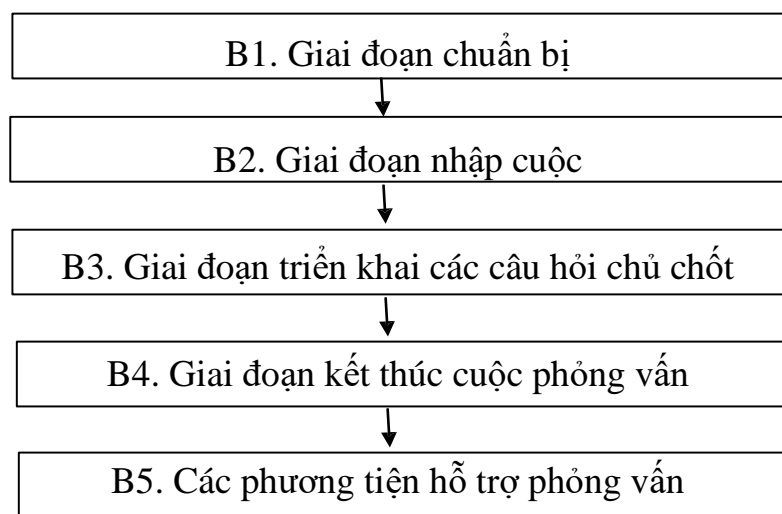 B1. Giai đoạn chuẩn bị
B2. Giai đoạn nhập cuộc
B3. Giai đoạn triển khai các câu hỏi chủ chốt
B4. Giai đoạn kết thúc cuộc phỏng vấn
B5. Các phương tiện hỗ trợ phỏng vấn